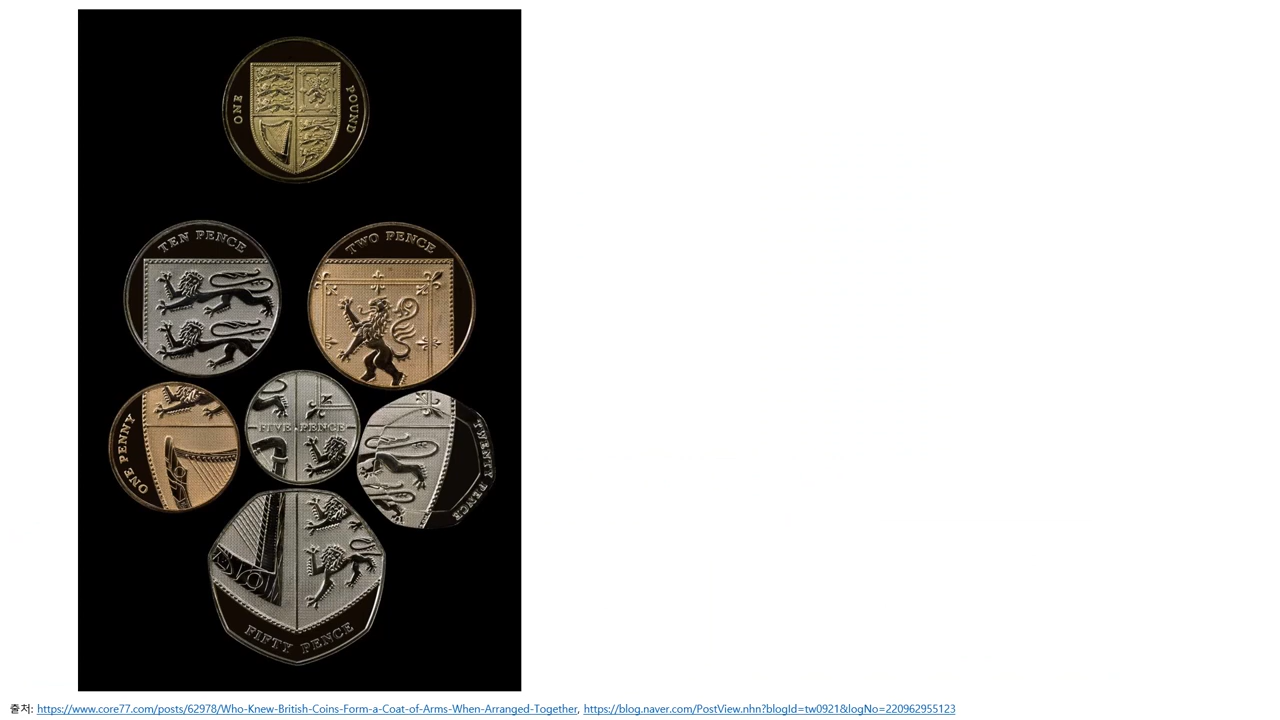 ONE POUND
TEN PENCE
TWO PENCE
ONE PENNY
FIVE PENCE
TWENTY PENCE
FIFTY PENCE
출처: https://www.core77.com/posts/62978/Who-Knew-British-Coins-Form-a-Coat-of-Arms-When-Arranged-Together, https://blog.naver.com/PostView.nhn?blogId=tw0921&logNo=220962955123